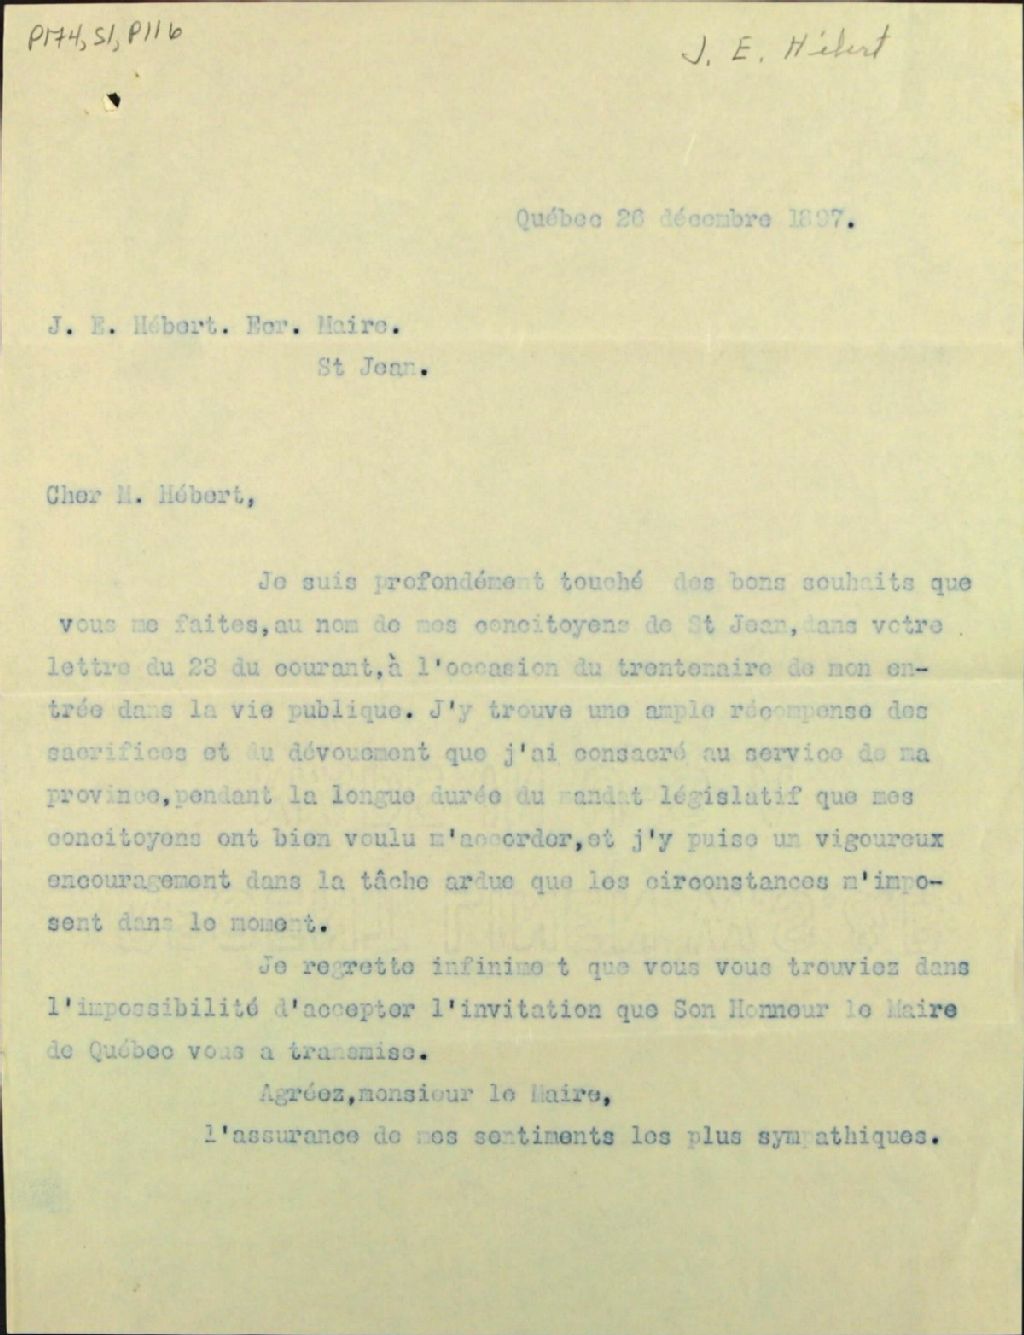 P174, S1, P116
J. E. Hébert
Québec 26 décembre 1897.
J. E. Hébert. Ecr. Maire.
St Jean.
Cher M. Hébert,
Je suis profondément touché des bons souhaits que
vous me faites,au nom de mes concitoyens de St Jean,dans votre
lettre du 23 du courant,à l'occasion du trentenaire de mon en-
trée dans la vie publique. J'y trouve une ample récompense des
sacrifices et du dévouement que j'ai consacré au service de ma
province,pendant la longue durée du mandat législatif que mes
concitoyens ont bien voulu m'accorder,et j'y puise un vigoureux
encouragement dans la tâche ardue que les circonstances m'impo-
sent dans le moment.
Je regrette infiniment que vous vous trouviez dans
l'impossibilité d'accepter l'invitation que Son Honneur le Maire
de Québec vous a transmise.
Agréez,monsieur le Maire,
l'assurance de mes sentiments les plus sympathiques.